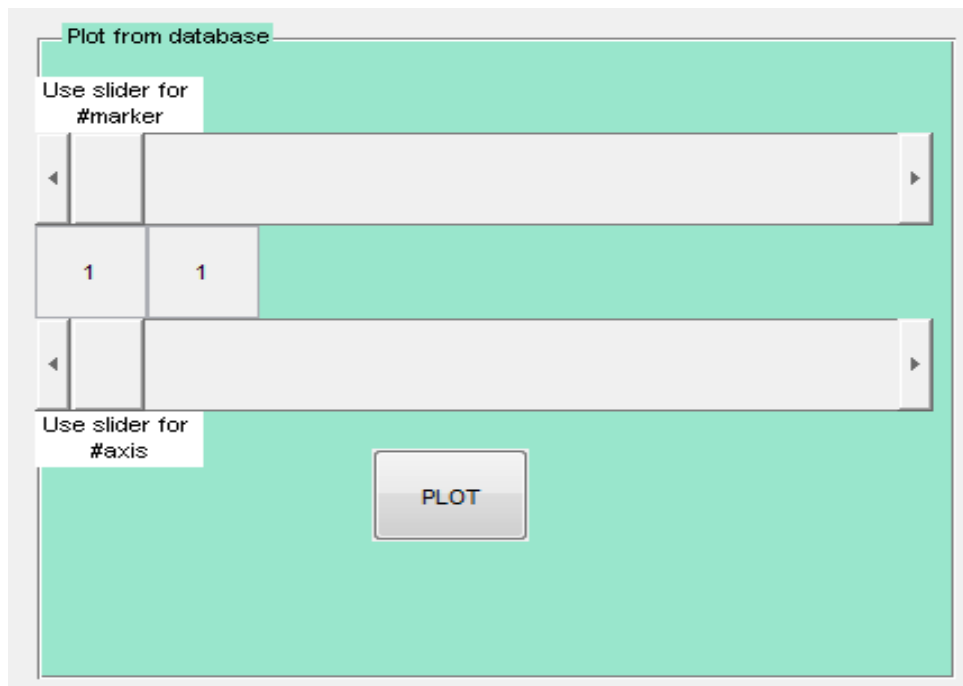 Plot from database
Use slider for
#marker
1 1
Use slider for
#axis
PLOT